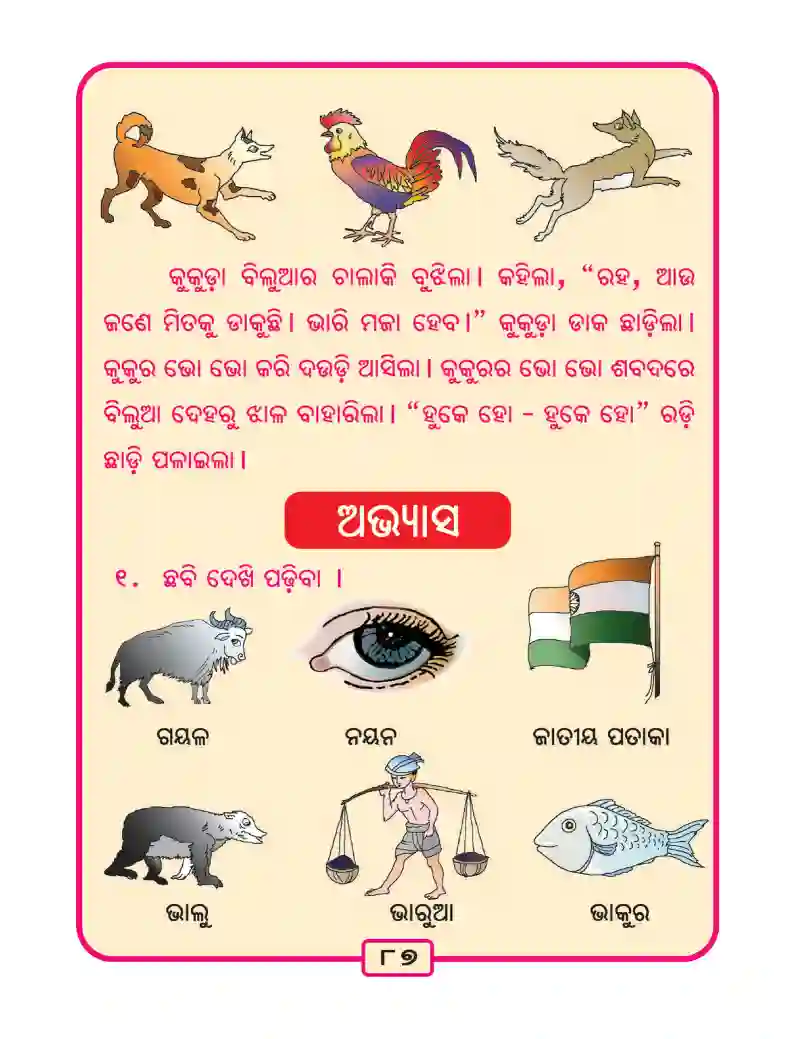 କୁକୁଡ଼ା ବିଲୁଆର ଚାଲାକି ବୁଝିଲା। କହିଲା, “ରହ, ଆଉ
ଜଣେ ମିତକୁ ଡାକୁଛି। ଭାରି ମଜା ହେବ।” କୁକୁଡ଼ା ଡାକ ଛାଡ଼ିଲା।
କୁକୁର ଭୋ ଭୋ କରି ଦଉଡ଼ି ଆସିଲା। କୁକୁରର ଭୋ ଭୋ ଶବଦରେ
ବିଲୁଆ ଦେହରୁ ଝାଳ ବାହାରିଲା। “ହୁକେ ହୋ - ହୁକେ ହୋ” ରଡ଼ି
ଛାଡ଼ି ପଳାଇଲା।
ଅଭ୍ୟାସ
୧. ଛବି ଦେଖି ପଢ଼ିବା ।
ଗୟଳ ନୟନ ଜାତୀୟ ପତାକା
ଭାଲୁ ଭାରୁଆ ଭାକୁର
୮୭